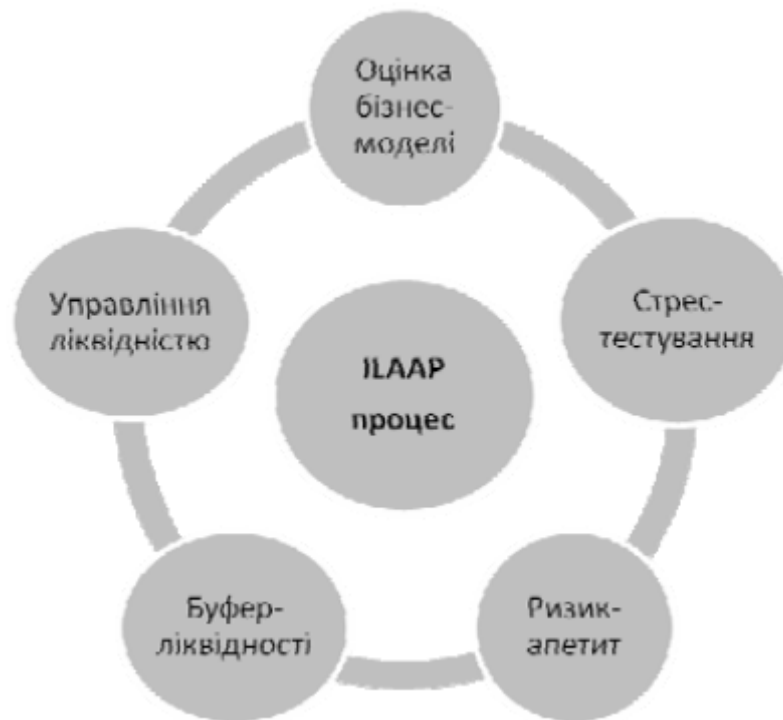 Оцінка
бізнес-
моделі
Стрес-
тестування
Управління
ліквідністю
ILAAP
процес
Буфер-
ліквідності
Ризик-
апетит